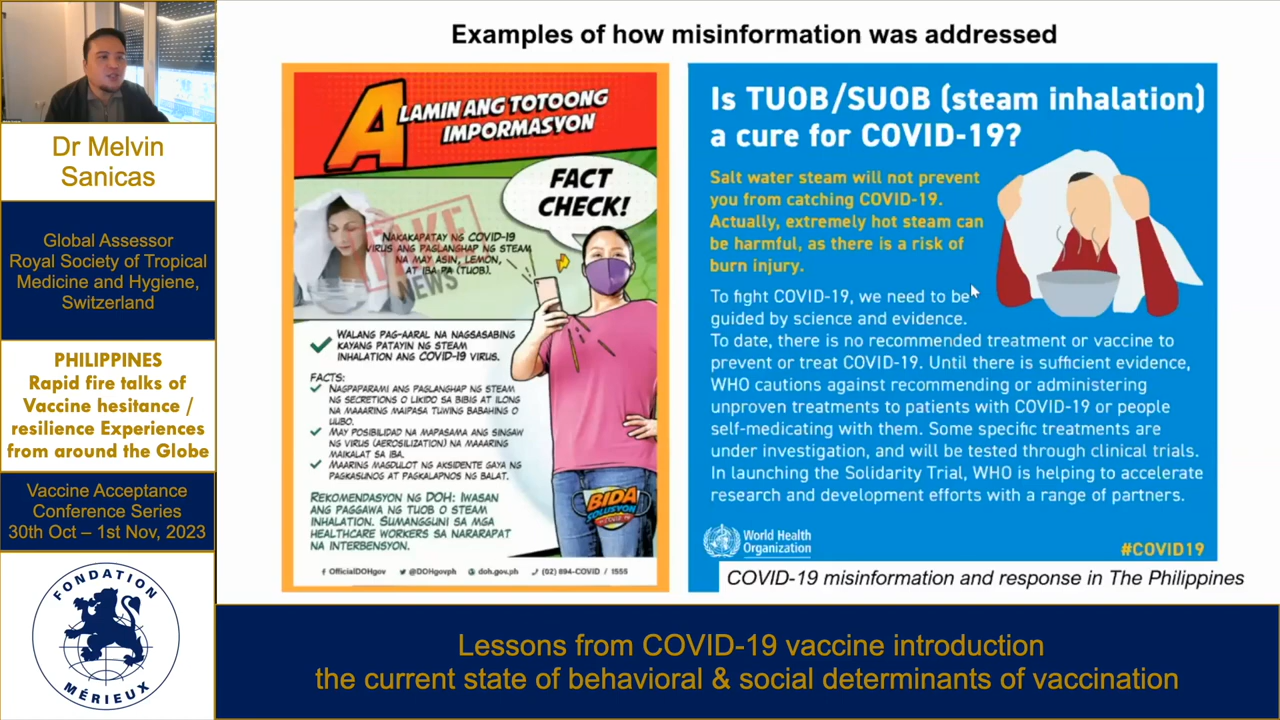 Examples of how misinformation was addressed
Dr Melvin
Sanicas
Global Assessor
Royal Society of Tropical
Medicine and Hygiene,
Switzerland
PHILIPPINES
Rapid fire talks of
Vaccine hesitance /
resilience Experiences
from around the Globe
Vaccine Acceptance
Conference Series
30th Oct – 1st Nov, 2023
FONDATION
MÉRIEUX
ALAMIN ANG TOTOONG
IMPORMASYON
FACT
CHECK!
FAKE
NEWS
NAKAKAPATAY NG COVID-19
VIRUS ANG PAGLANGHAP NG STEAM
NA MAY ASIN, LEMON,
AT IBA PA (TUOB).
WALANG PAG-AARAL NA NAGSASABING
KAYANG PATAYIN NG STEAM
INHALATION ANG COVID-19 VIRUS.
FACTS:
NAGPAPARAMI ANG PAGLANGHAP NG STEAM
NG SECRETIONS O LIKIDO SA BIBIG AT ILONG
NA MAAARING MAIPASA TUWING BABAHING O
UUBO.
MAY POSIBILIDAD NA MAPASAMA ANG SINGAW
NG VIRUS (AEROSILIZATION) NA MAAARING
MAIKALAT SA IBA.
MAARING MAGDULOT NG AKSIDENTE GAYA NG
PAGKASUNOG AT PAGKALAPNOS NG BALAT.
REKOMENDASYON NG DOH: IWASAN
ANG PAGGAWA NG TUOB O STEAM
INHALATION. SUMANGGUNI SA MGA
HEALTHCARE WORKERS SA NARARAPAT
NA INTERBENSYON.
BIDA
SOLUSYON
OfficialDOHgov @DOHgovph doh.gov.ph (02) 894-COVID / 1555
Is TUOB/SUOB (steam inhalation)
a cure for COVID-19?
Salt water steam will not prevent
you from catching COVID-19.
Actually, extremely hot steam can
be harmful, as there is a risk of
burn injury.
To fight COVID-19, we need to be
guided by science and evidence.
To date, there is no recommended treatment or vaccine to
prevent or treat COVID-19. Until there is sufficient evidence,
WHO cautions against recommending or administering
unproven treatments to patients with COVID-19 or people
self-medicating with them. Some specific treatments are
under investigation, and will be tested through clinical trials.
In launching the Solidarity Trial, WHO is helping to accelerate
research and development efforts with a range of partners.
World Health
Organization
#COVID19
COVID-19 misinformation and response in The Philippines
Lessons from COVID-19 vaccine introduction
the current state of behavioral & social determinants of vaccination